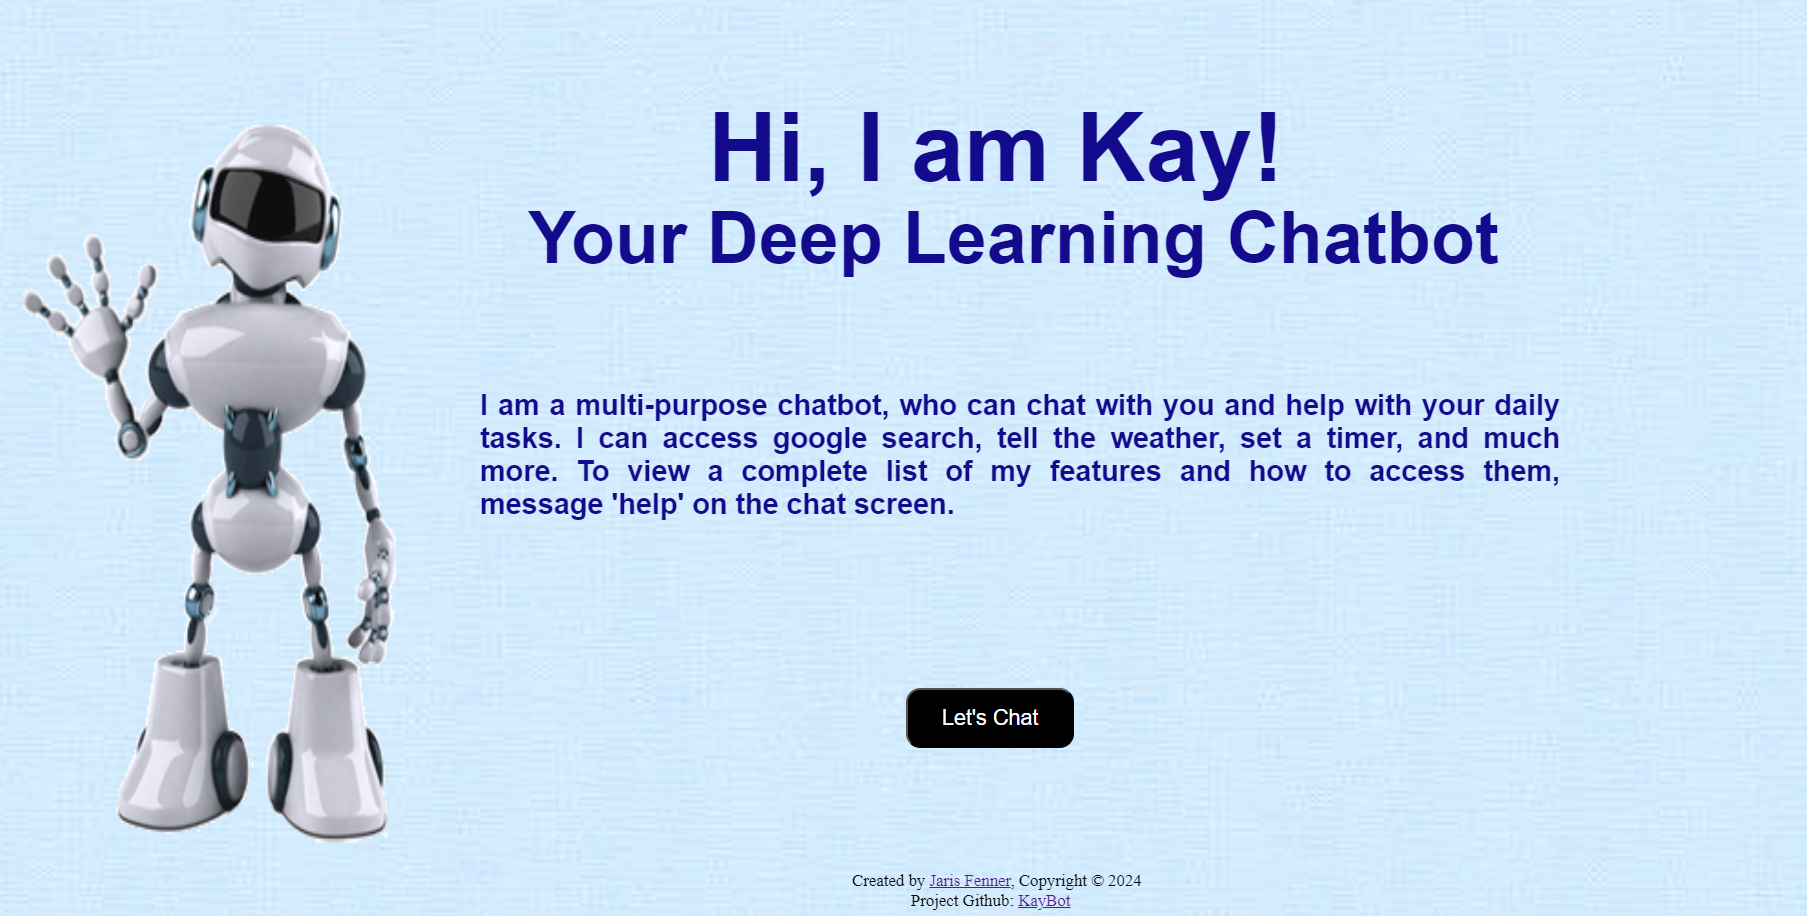 Hi, I am Kay!
Your Deep Learning Chatbot
I am a multi-purpose chatbot, who can chat with you and help with your daily
tasks. I can access google search, tell the weather, set a timer, and much
more. To view a complete list of my features and how to access them,
message 'help' on the chat screen.
Let's Chat
Created by Jaris Fenner, Copyright © 2024
Project Github: KayBot